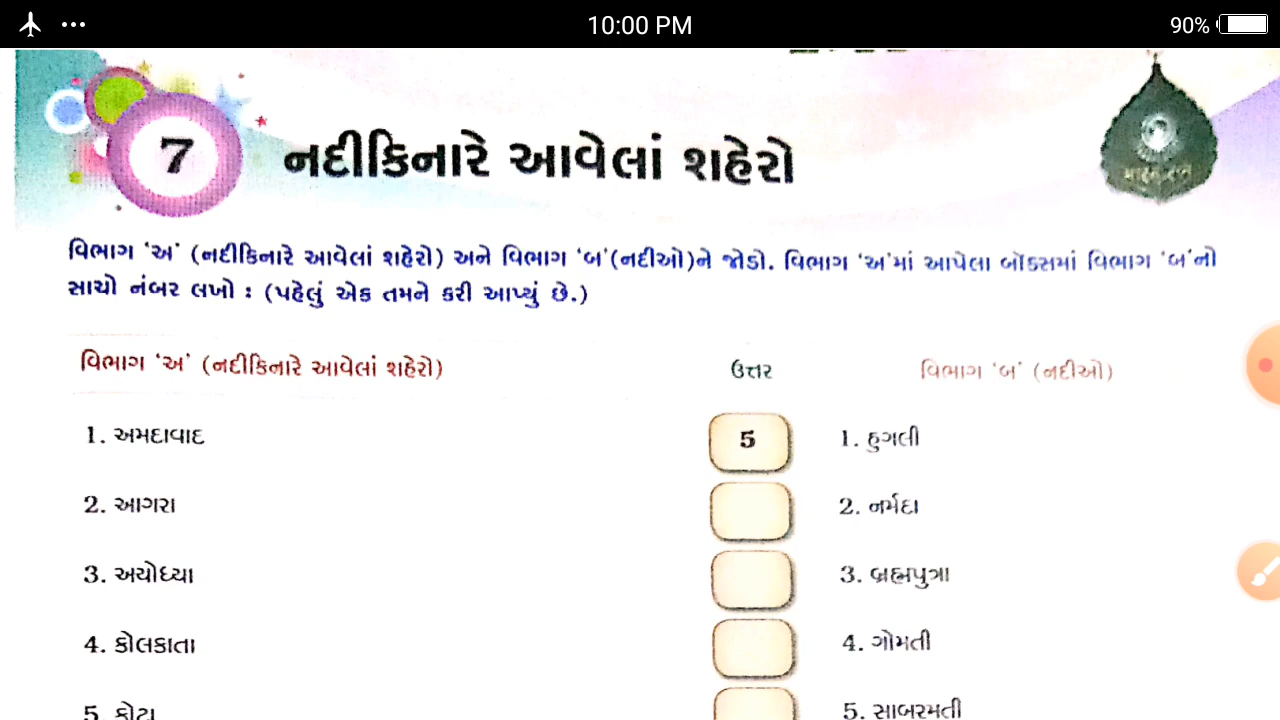 10:00 PM
90%
7
નદીકિનારે આવેલાં શહેરો
વિભાગ ‘અ’ (નદીકિનારે આવેલાં શહેરો) અને વિભાગ ‘બ’(નદીઓ)ને જોડો. વિભાગ ‘અ’માં આપેલા બૉક્સમાં વિભાગ ‘બ’નો
સાચો નંબર લખો : (પહેલું એક તમને કરી આપ્યું છે.)
વિભાગ ‘અ’ (નદીકિનારે આવેલાં શહેરો) ઉત્તર વિભાગ ‘બ’ (નદીઓ)
1. અમદાવાદ 5 1. હુગલી
2. આગરા 2. નર્મદા
3. અયોધ્યા 3. બ્રહ્મપુત્રા
4. કોલકાતા 4. ગોમતી
5. કોટા 5. સાબરમતી